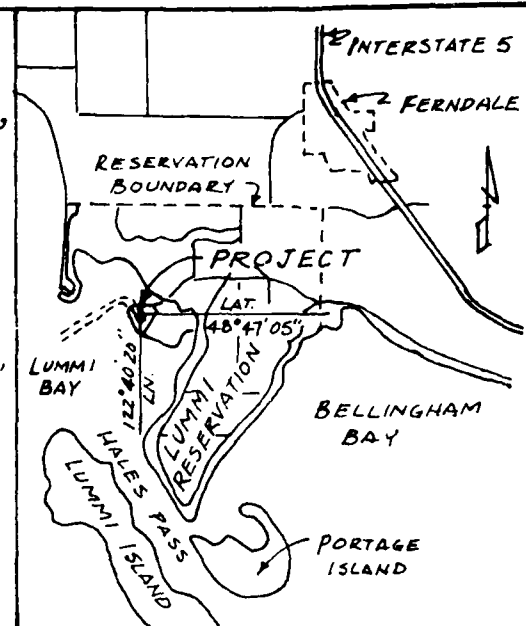 INTERSTATE 5
FERNDALE
RESERVATION
BOUNDARY
PROJECT
LAT.
48°47'05"
122°40'20"
LN.
LUMMI
BAY
LUMMI
RESERVATION
BELLINGHAM
BAY
HALES PASS
LUMMI ISLAND
PORTAGE
ISLAND